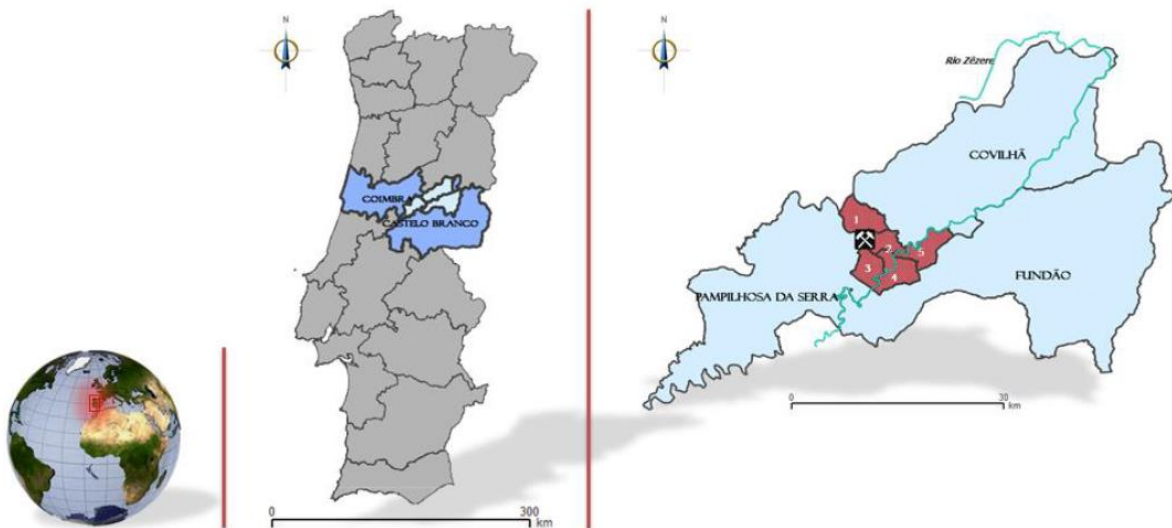 N
COIMBRA
CASTELO BRANCO
0 300
km
N
Rio Zêzere
COVILHÃ
1
2
5
3
4
FUNDÃO
PAMPILHOSA DA SERRA
0 30
km